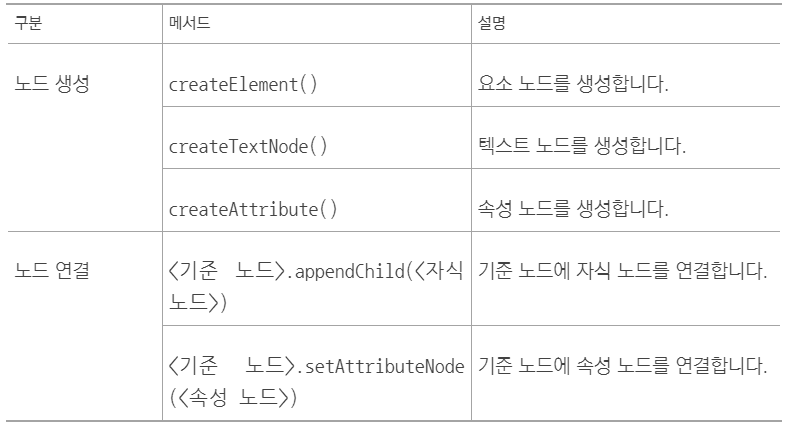 구분 메서드 설명
노드 생성 createElement() 요소 노드를 생성합니다.
createTextNode() 텍스트 노드를 생성합니다.
createAttribute() 속성 노드를 생성합니다.
노드 연결 〈기준 노드〉.appendChild(〈자식 기준 노드에 자식 노드를 연결합니다.
노드〉)
〈기준 노드〉.setAttributeNode 기준 노드에 속성 노드를 연결합니다.
(〈속성 노드〉)